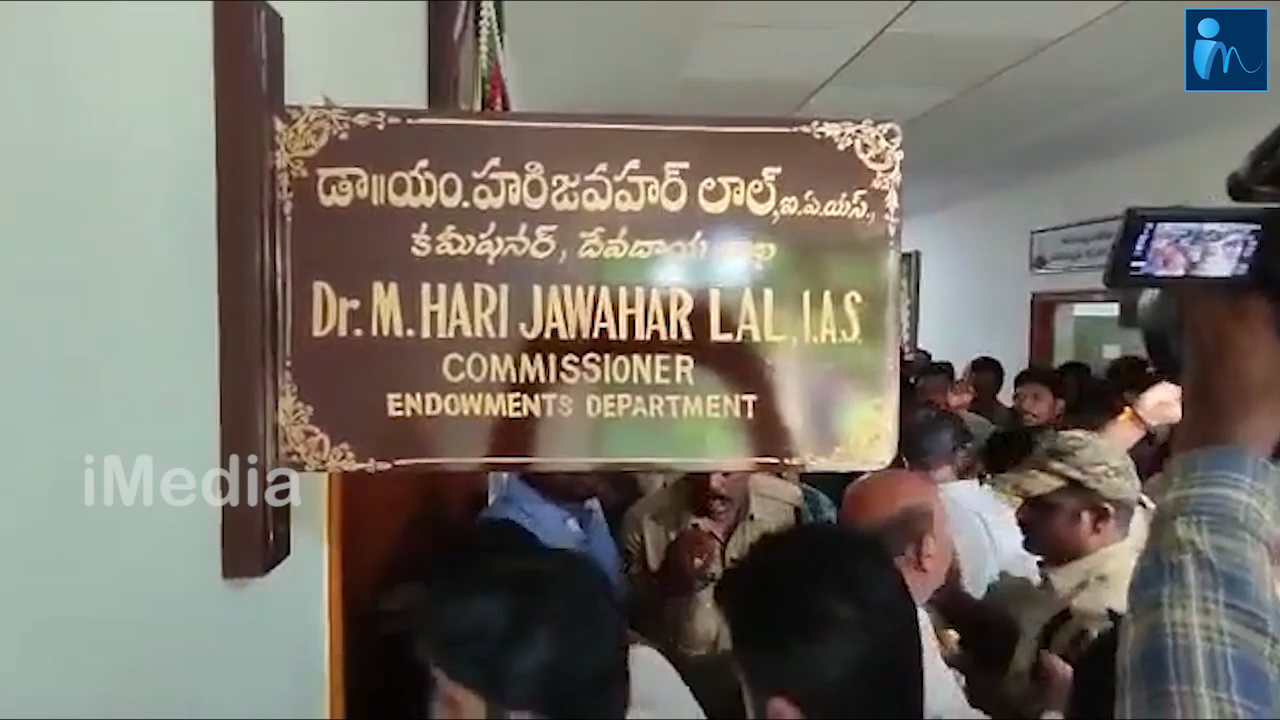 డా॥యం.హరిజవహర్ లాల్,ఐ.ఏ.యస్.,
కమీషనర్, దేవదాయ శాఖ
Dr. M. HARI JAWAHAR LAL, I.A.S.
COMMISSIONER
ENDOWMENTS DEPARTMENT
iMedia